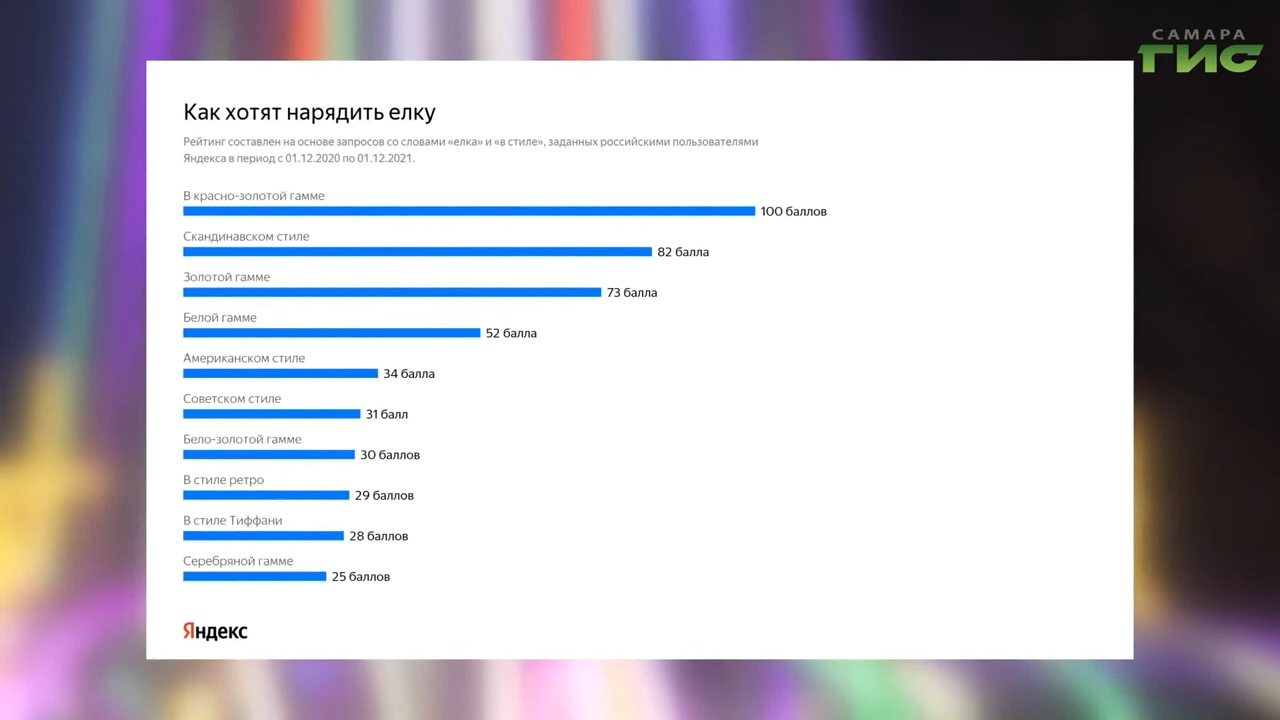 САМАРА
ГИС
Как хотят нарядить елку
Рейтинг составлен на основе запросов со словами «елка» и «в стиле», заданных российскими пользователями
Яндекса в период с 01.12.2020 по 01.12.2021.
В красно-золотой гамме
100 баллов
Скандинавском стиле
82 балла
Золотой гамме
73 балла
Белой гамме
52 балла
Американском стиле
34 балла
Советском стиле
31 балл
Бело-золотой гамме
30 баллов
В стиле ретро
29 баллов
В стиле Тиффани
28 баллов
Серебряной гамме
25 баллов
Яндекс